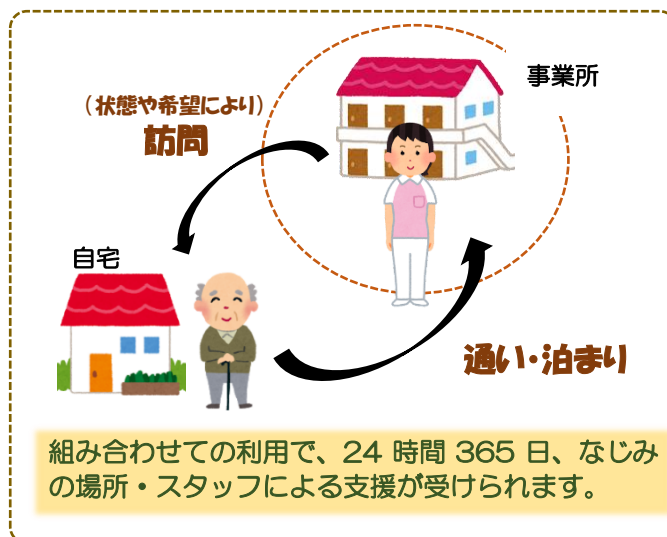 事業所
（状態や希望により）
訪問
自宅
通い・泊まり
組み合わせての利用で、24 時間 365 日、なじみ
の場所・スタッフによる支援が受けられます。